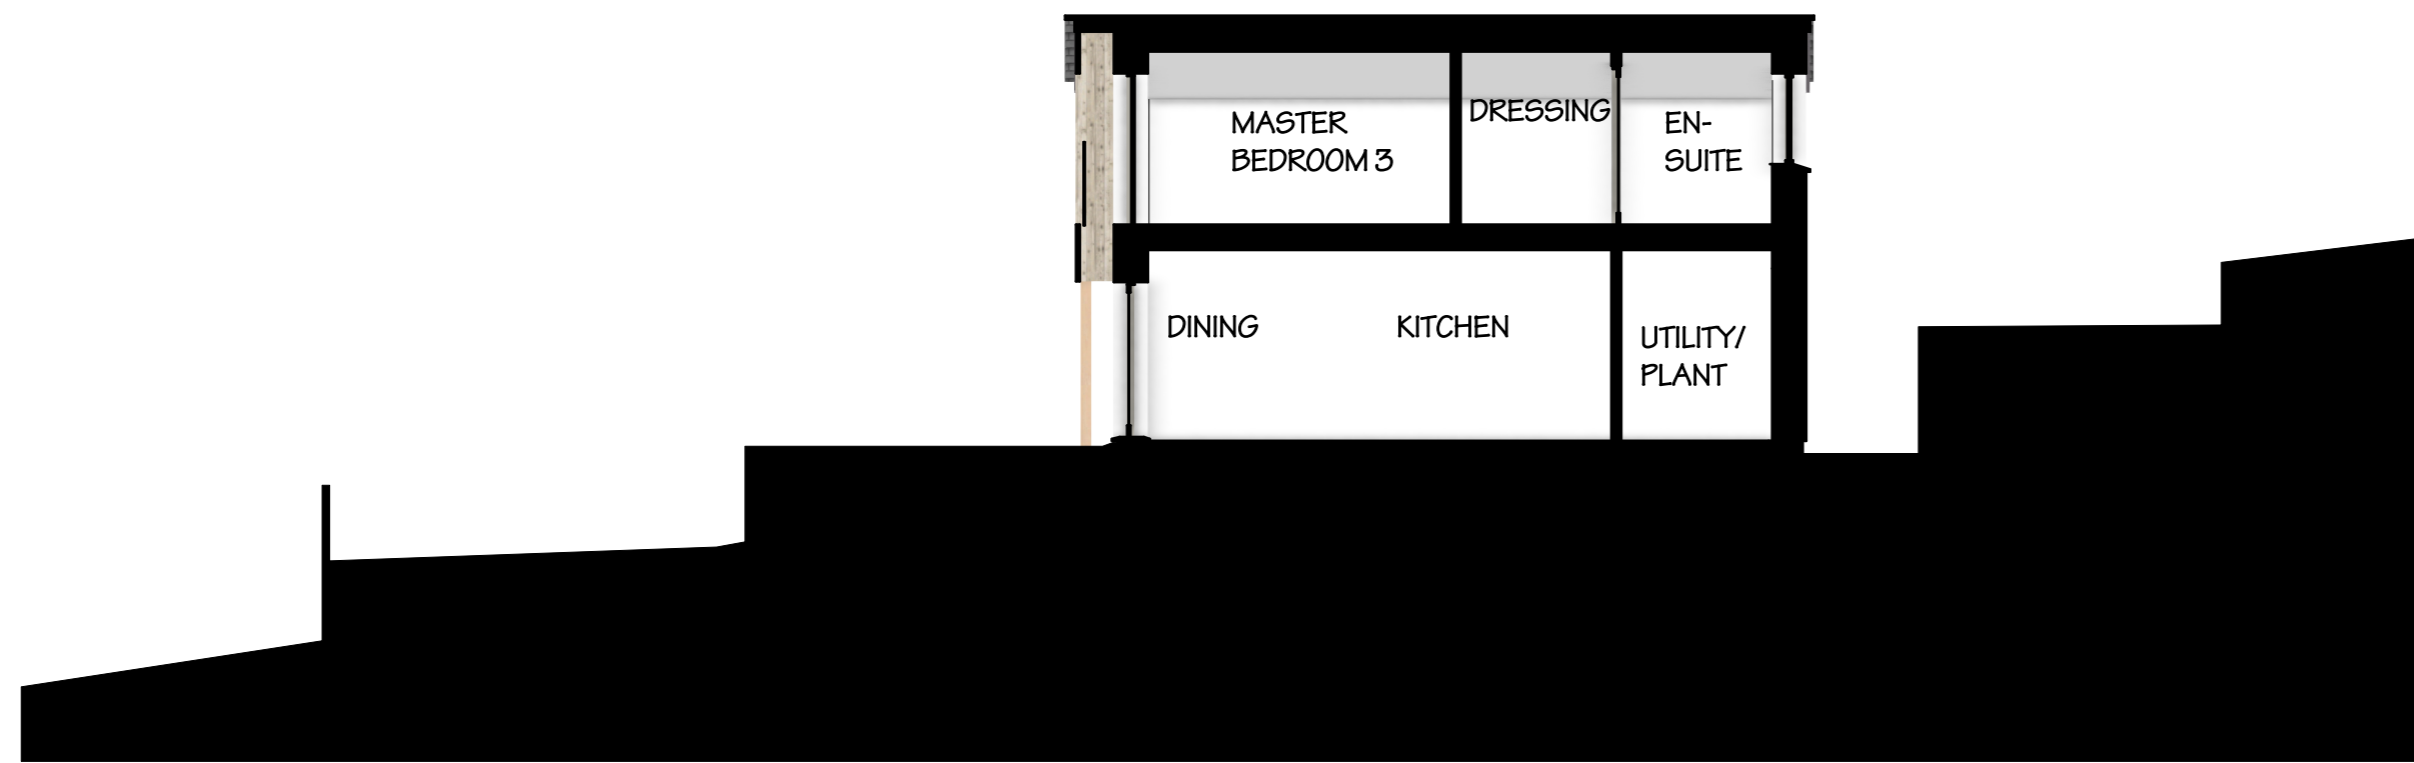 MASTER
BEDROOM 3
DRESSING
EN-
SUITE
DINING
KITCHEN
UTILITY/
PLANT